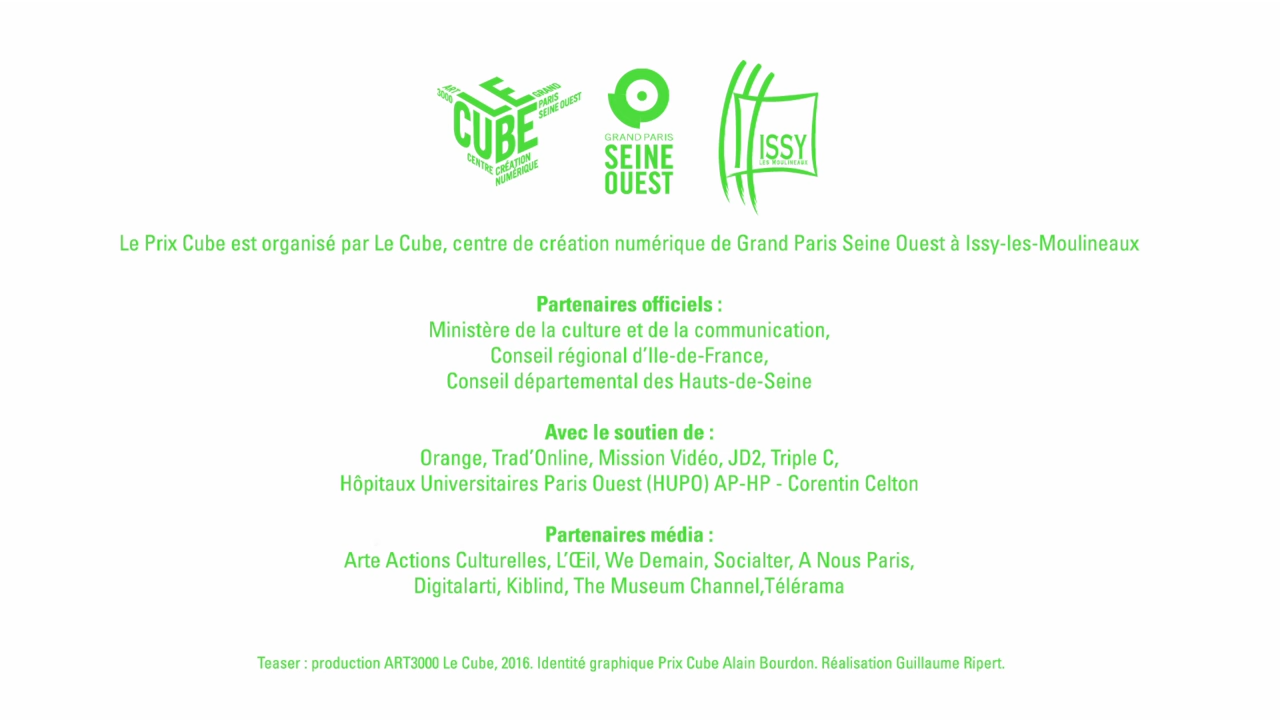 ART
3000
LE
CUBE
GRAND
PARIS
SEINE OUEST
CENTRE CRÉATION
NUMÉRIQUE
GRAND PARIS
SEINE
OUEST
ISSY
LES MOULINEAUX
Le Prix Cube est organisé par Le Cube, centre de création numérique de Grand Paris Seine Ouest à Issy-les-Moulineaux
Partenaires officiels :
Ministère de la culture et de la communication,
Conseil régional d’Ile-de-France,
Conseil départemental des Hauts-de-Seine
Avec le soutien de :
Orange, Trad’Online, Mission Vidéo, JD2, Triple C,
Hôpitaux Universitaires Paris Ouest (HUPO) AP-HP - Corentin Celton
Partenaires média :
Arte Actions Culturelles, L’Œil, We Demain, Socialter, A Nous Paris,
Digitalarti, Kiblind, The Museum Channel,Télérama
Teaser : production ART3000 Le Cube, 2016. Identité graphique Prix Cube Alain Bourdon. Réalisation Guillaume Ripert.